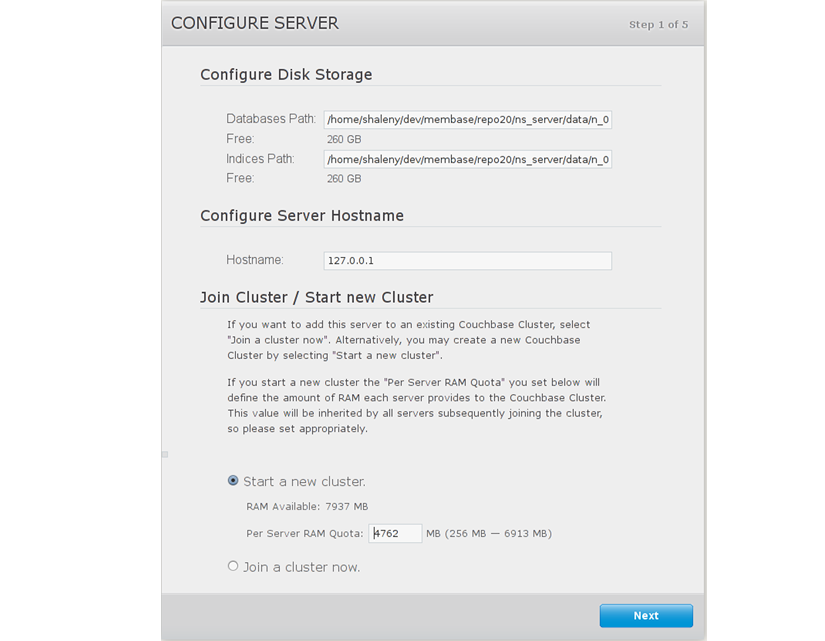 CONFIGURE SERVER
Step 1 of 5
Configure Disk Storage
Databases Path: /home/shaleny/dev/membase/repo20/ns_server/data/n_0
Free: 260 GB
Indices Path: /home/shaleny/dev/membase/repo20/ns_server/data/n_0
Free: 260 GB
Configure Server Hostname
Hostname: 127.0.0.1
Join Cluster / Start new Cluster
If you want to add this server to an existing Couchbase Cluster, select
"Join a cluster now". Alternatively, you may create a new Couchbase
Cluster by selecting "Start a new cluster".
If you start a new cluster the "Per Server RAM Quota" you set below will
define the amount of RAM each server provides to the Couchbase Cluster.
This value will be inherited by all servers subsequently joining the cluster,
so please set appropriately.
Start a new cluster.
RAM Available: 7937 MB
Per Server RAM Quota: 4762 MB (256 MB — 6913 MB)
Join a cluster now.
Next